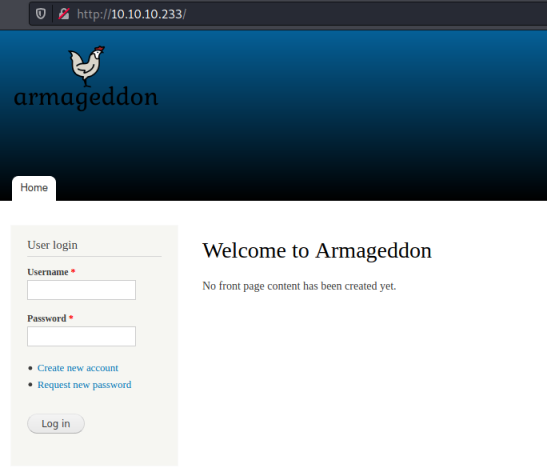 http://10.10.10.233/
armageddon
Home
User login
Username *
Password *
Create new account
Request new password
Log in
Welcome to Armageddon
No front page content has been created yet.